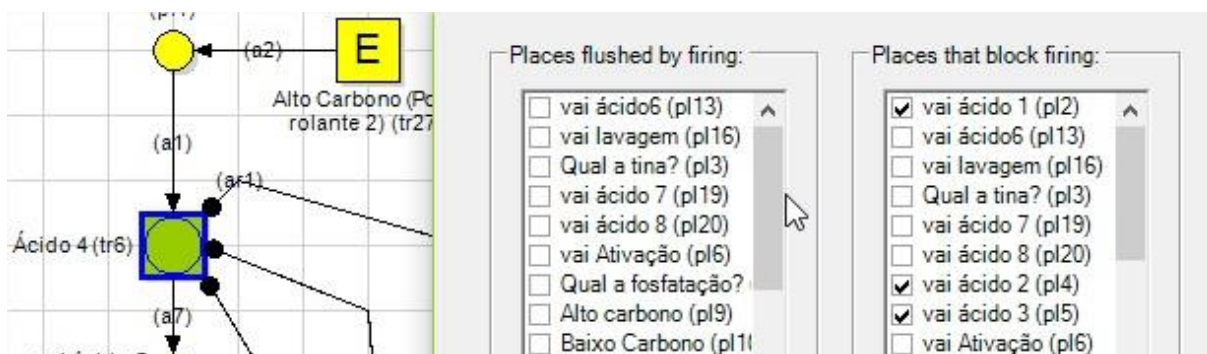 (a2)
E
Alto Carbono (Po
rolante 2) (tr27
(a1)
(ar1)
Ácido 4 (tr6)
(a7)
Places flushed by firing:
vai ácido6 (pl13)
vai lavagem (pl16)
Qual a tina? (pl3)
vai ácido 7 (pl19)
vai ácido 8 (pl20)
vai Ativação (pl6)
Qual a fosfatação?
Alto carbono (pl9)
Baixo Carbono (pl10
Places that block firing:
vai ácido 1 (pl2)
vai ácido6 (pl13)
vai lavagem (pl16)
Qual a tina? (pl3)
vai ácido 7 (pl19)
vai ácido 8 (pl20)
vai ácido 2 (pl4)
vai ácido 3 (pl5)
vai Ativação (pl6)